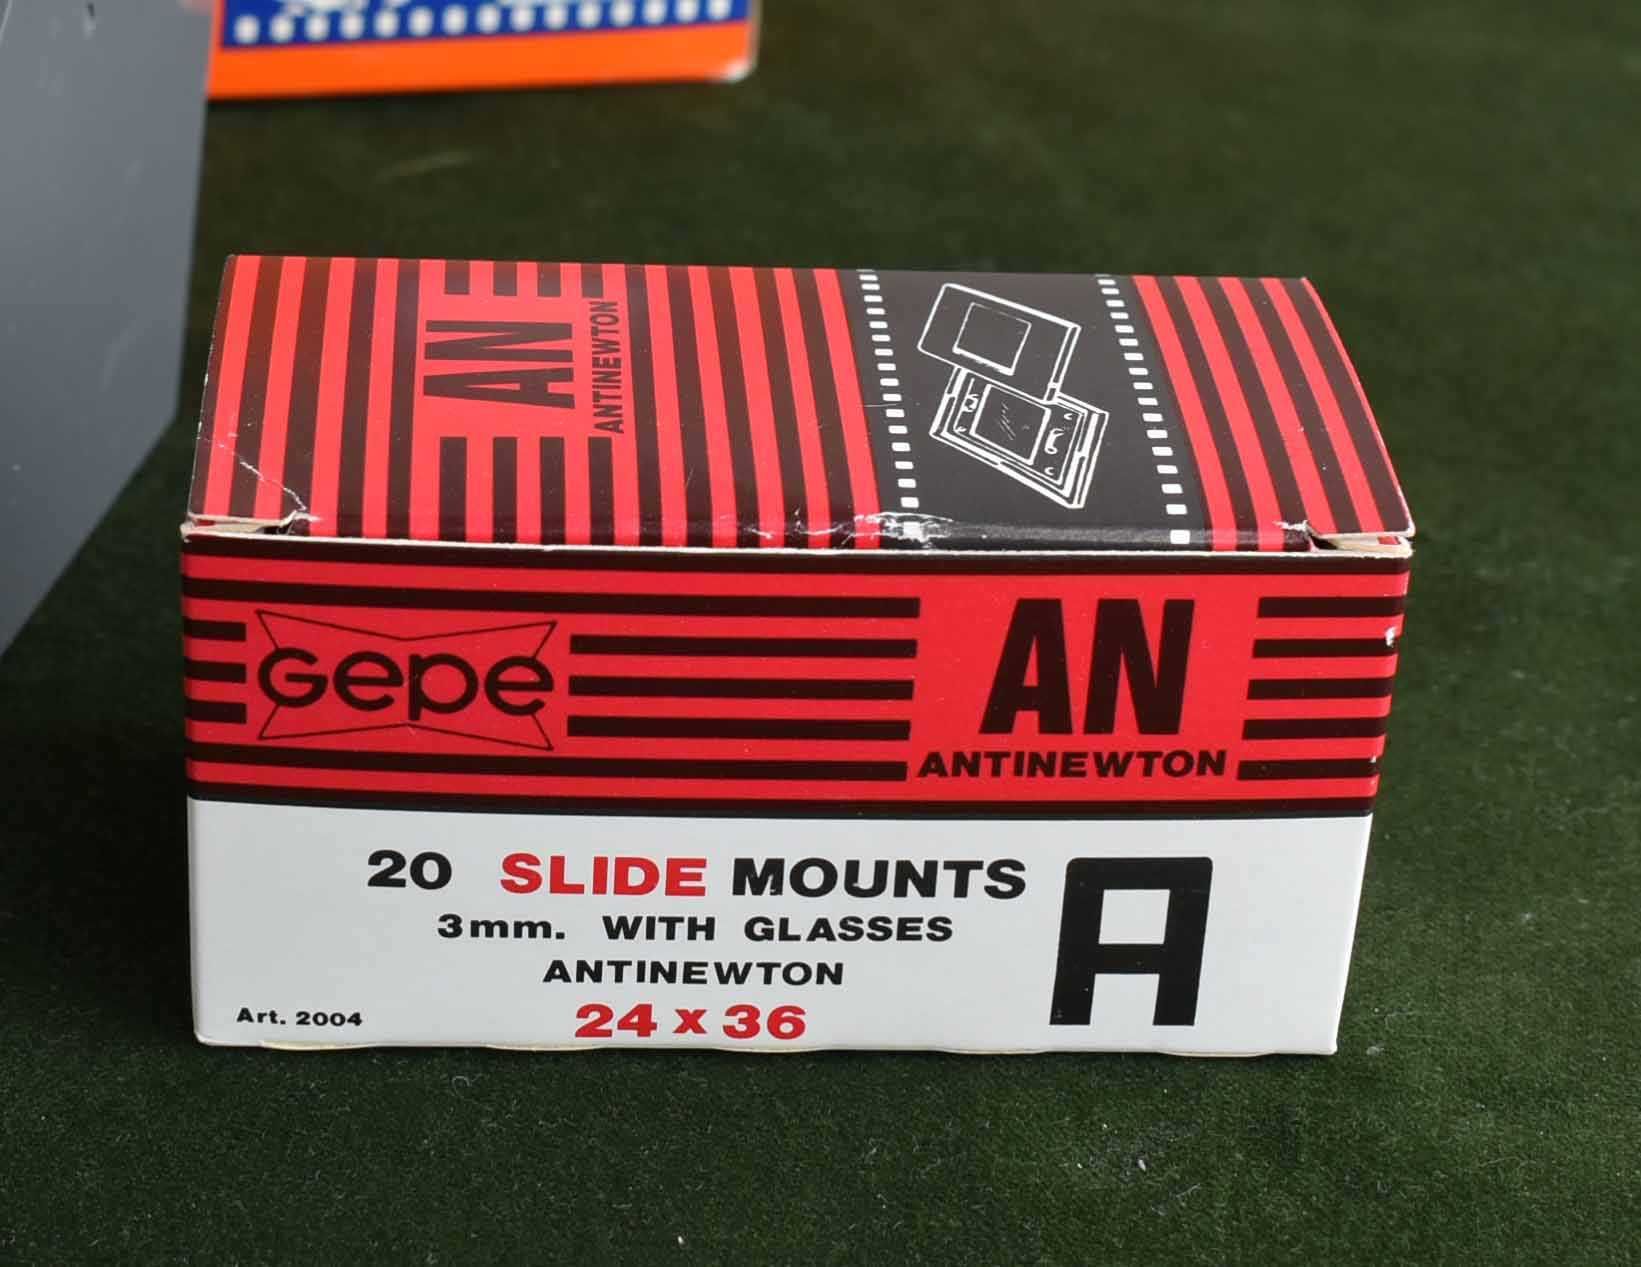 AN
ANTINEWTON
GePe
AN
ANTINEWTON
20 SLIDE MOUNTS
3mm. WITH GLASSES
ANTINEWTON
24 x 36
A
Art. 2004